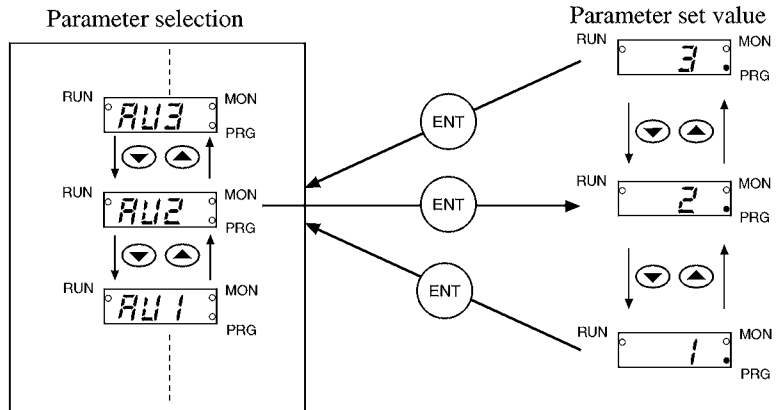 Parameter selection
Parameter set value
RUN 3 MON
PRG
RUN AU3 MON
PRG
ENT
RUN AU2 MON
PRG
ENT
RUN 2 MON
PRG
RUN AU1 MON
PRG
ENT
RUN 1 MON
PRG